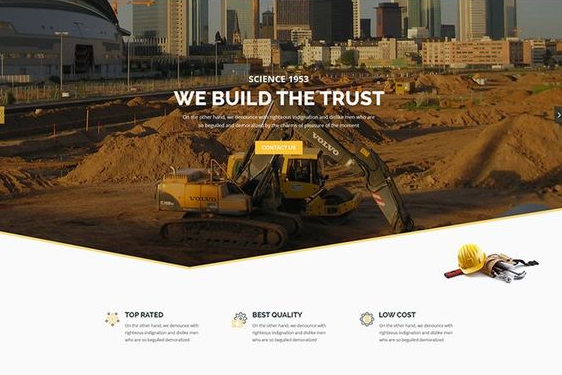 SCIENCE 1953
WE BUILD THE TRUST
On the other hand, we denounce with righteous indignation and dislike men who are
so beguiled and demoralized by the charms of pleasure of the moment
CONTACT US
VOLVO
VOLVO
TOP RATED
On the other hand, we denounce with
righteous indignation and dislike men
who are so beguiled demoralized
BEST QUALITY
On the other hand, we denounce with
righteous indignation and dislike men
who are so beguiled demoralized
LOW COST
On the other hand, we denounce with
righteous indignation and dislike men
who are so beguiled demoralized